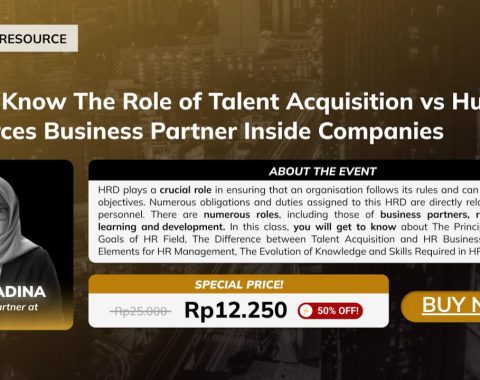 RESOURCE
Know The Role of Talent Acquisition vs Hu
rces Business Partner Inside Companies
ABOUT THE EVENT
HRD plays a crucial role in ensuring that an organisation follows its rules and can
objectives. Numerous obligations and duties assigned to this HRD are directly rela
personnel. There are numerous roles, including those of business partners, r
learning and development. In this class, you will get to know about The Princip
Goals of HR Field, The Difference between Talent Acquisition and HR Business
Elements for HR Management, The Evolution of Knowledge and Skills Required in HR
ADINA
artner at
SPECIAL PRICE!
Rp25.000
Rp12.250
50% OFF!
BUY N